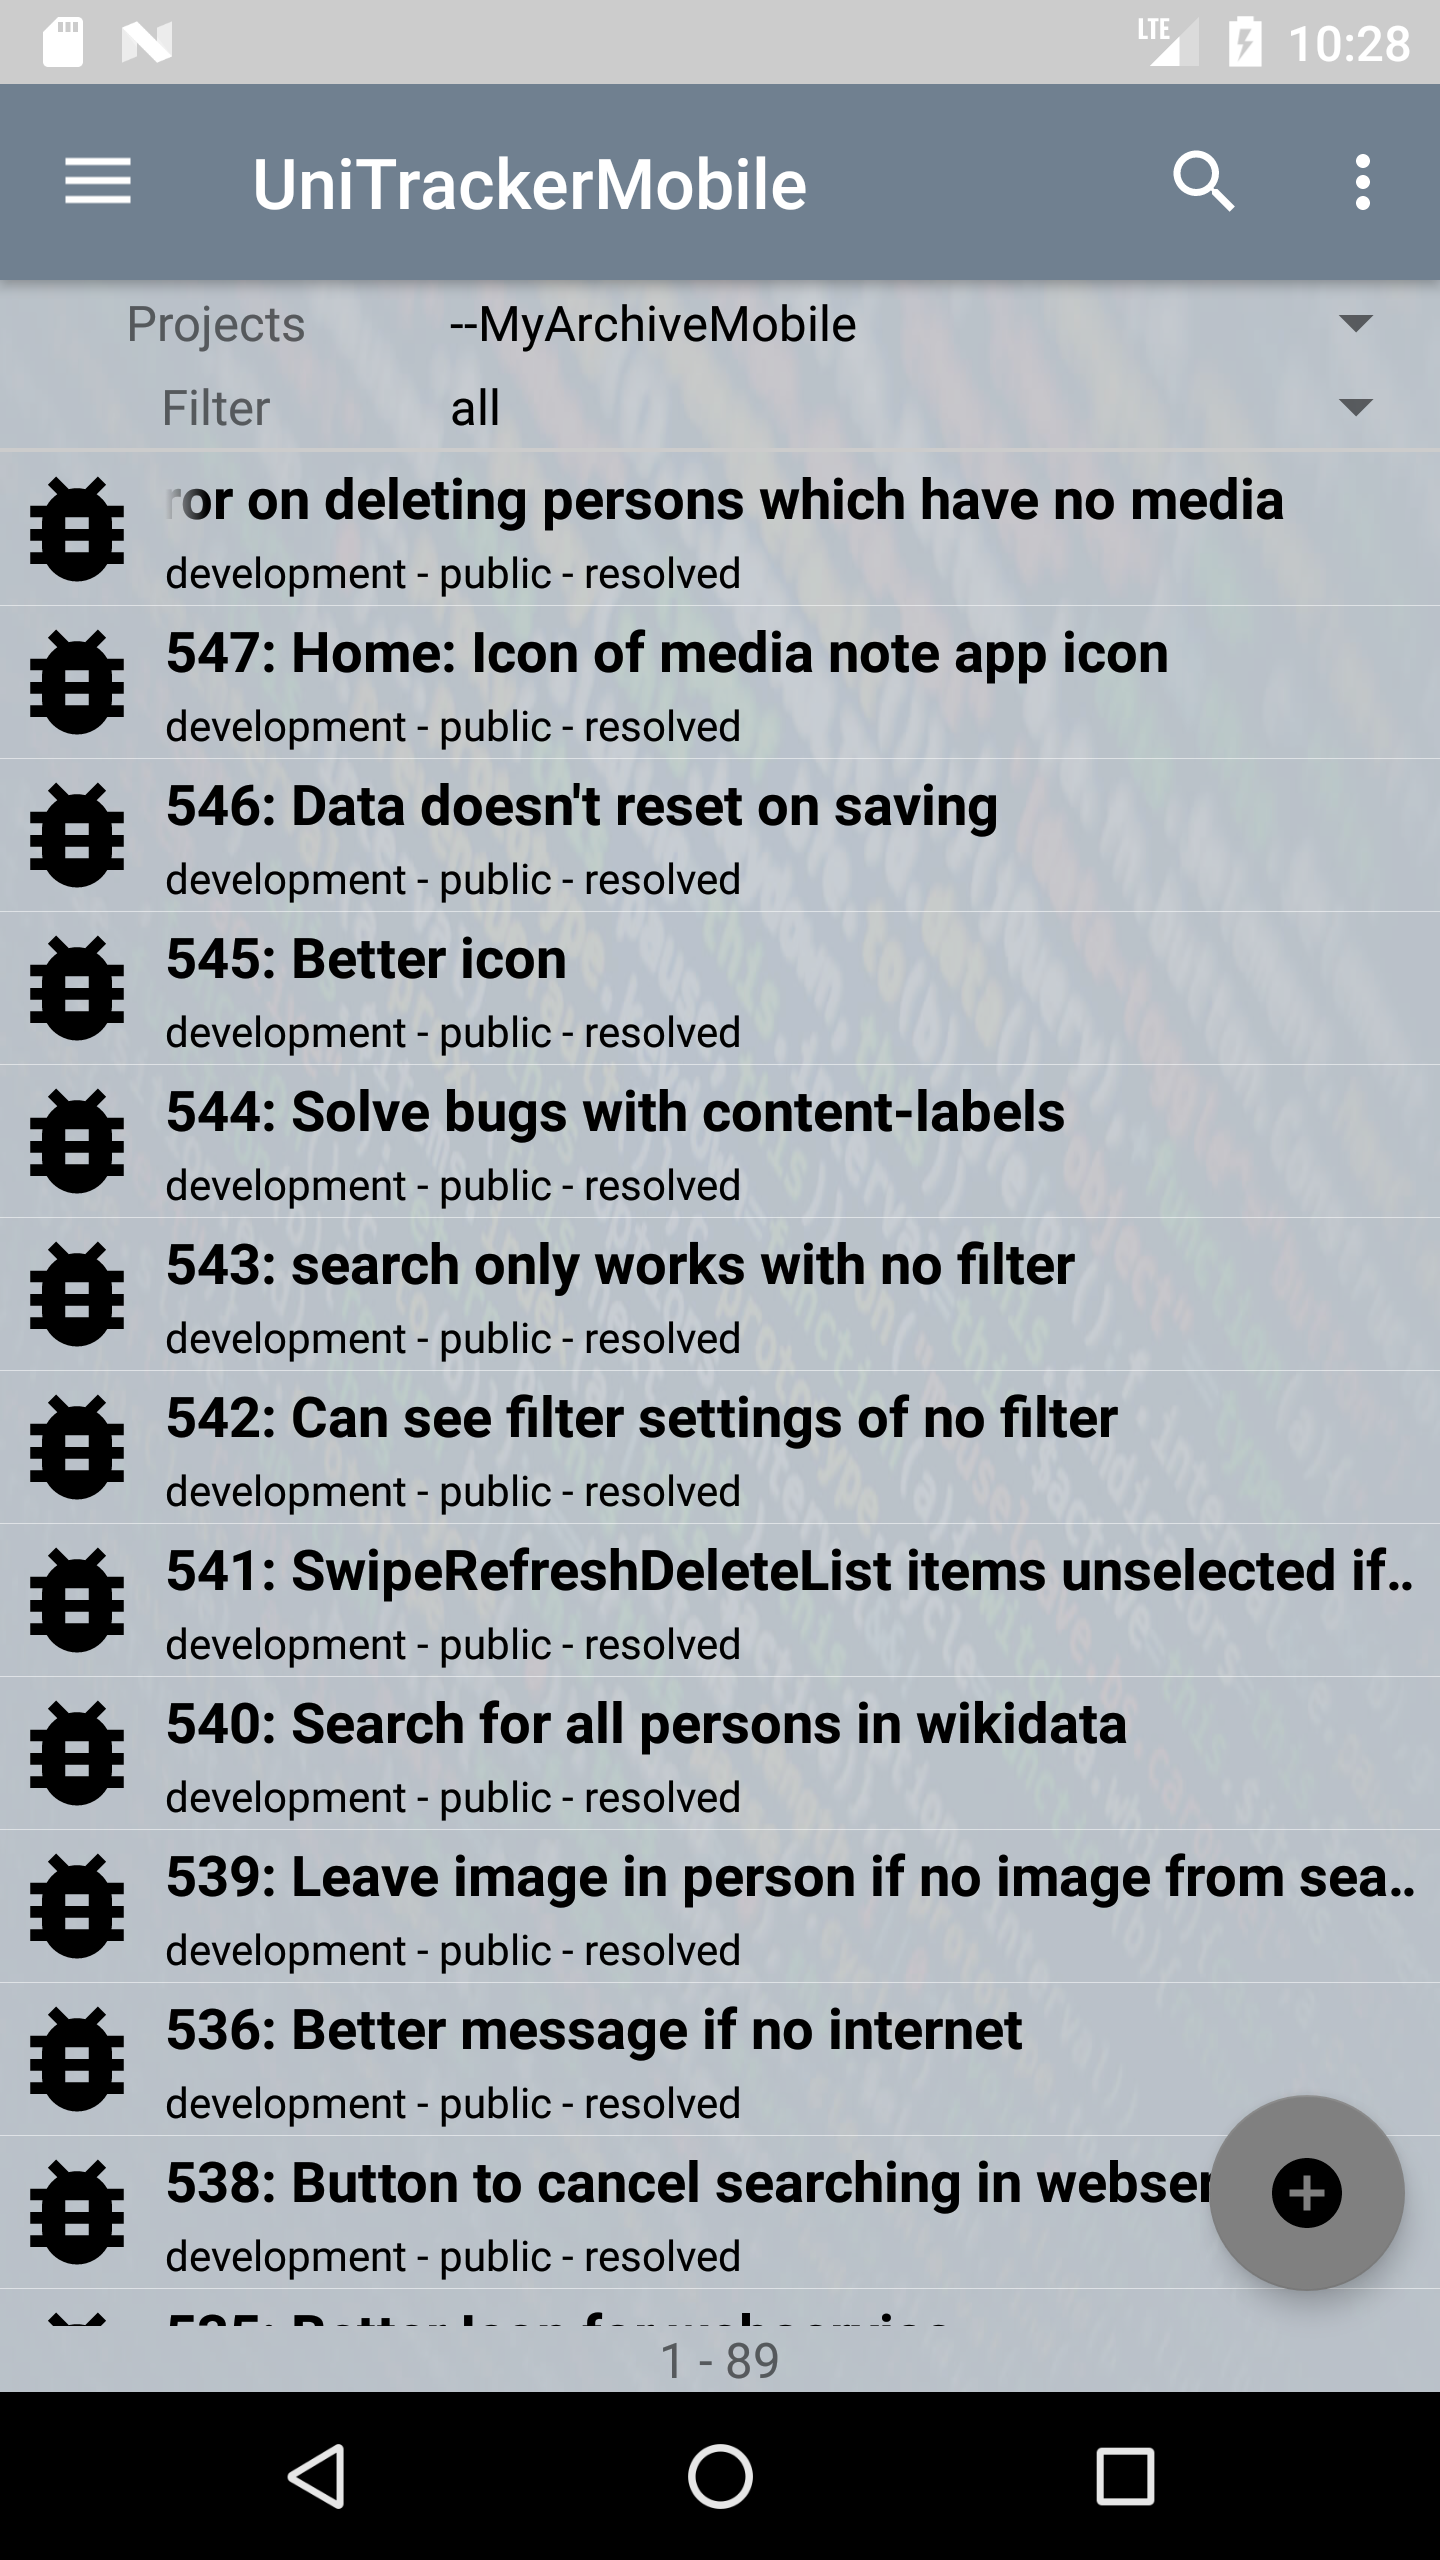 LTE 10:28
UniTrackerMobile
Projects --MyArchiveMobile
Filter all
on deleting persons which have no media
development - public - resolved
547: Home: Icon of media note app icon
development - public - resolved
546: Data doesn't reset on saving
development - public - resolved
545: Better icon
development - public - resolved
544: Solve bugs with content-labels
development - public - resolved
543: search only works with no filter
development - public - resolved
542: Can see filter settings of no filter
development - public - resolved
541: SwipeRefreshDeleteList items unselected if…
development - public - resolved
540: Search for all persons in wikidata
development - public - resolved
539: Leave image in person if no image from sea…
development - public - resolved
536: Better message if no internet
development - public - resolved
538: Button to cancel searching in webser
development - public - resolved
535: Better Icon for webservice
1 - 89